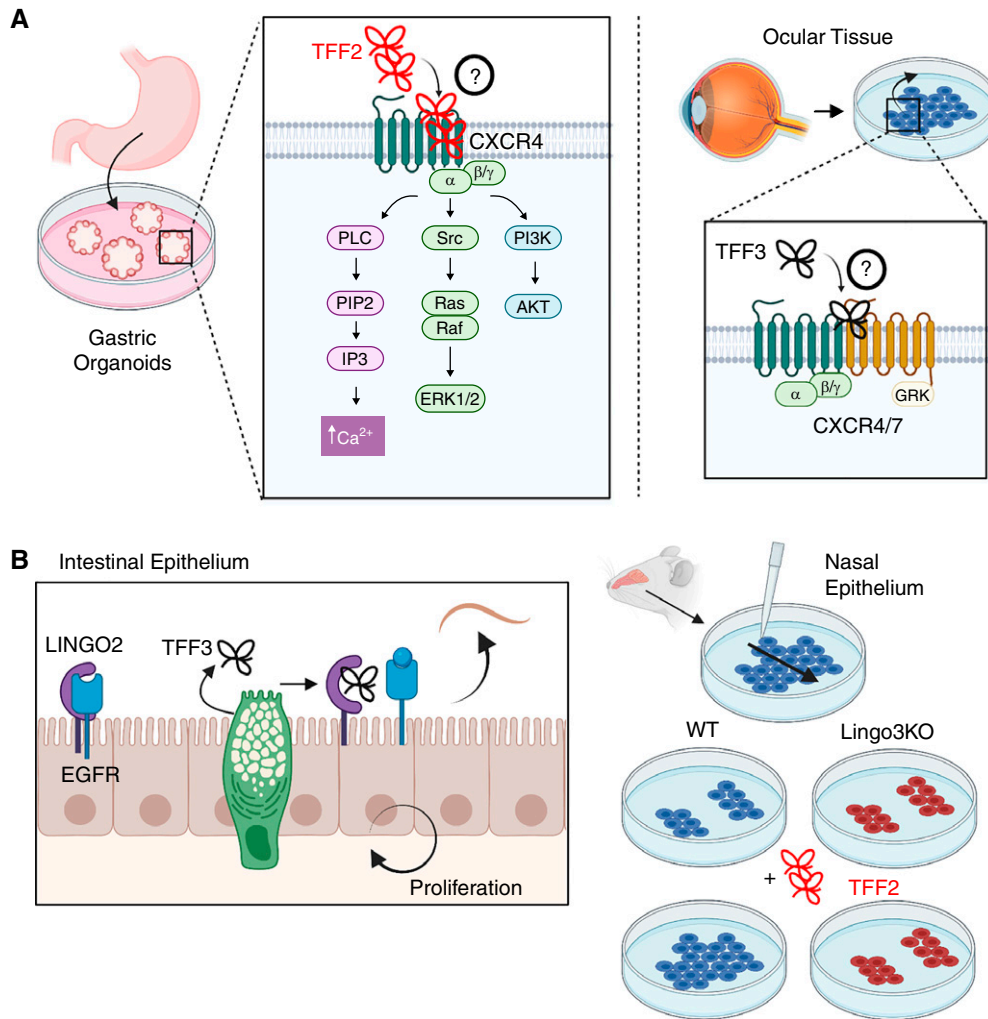 A
TFF2
?
CXCR4
α
β/γ
PLC
Src
PI3K
PIP2
Ras
Raf
AKT
IP3
ERK1/2
↑Ca²⁺
Gastric
Organoids
Ocular Tissue
TFF3
?
α
β/γ
GRK
CXCR4/7
B
Intestinal Epithelium
LINGO2
TFF3
EGFR
Proliferation
Nasal
Epithelium
WT
Lingo3KO
+
TFF2